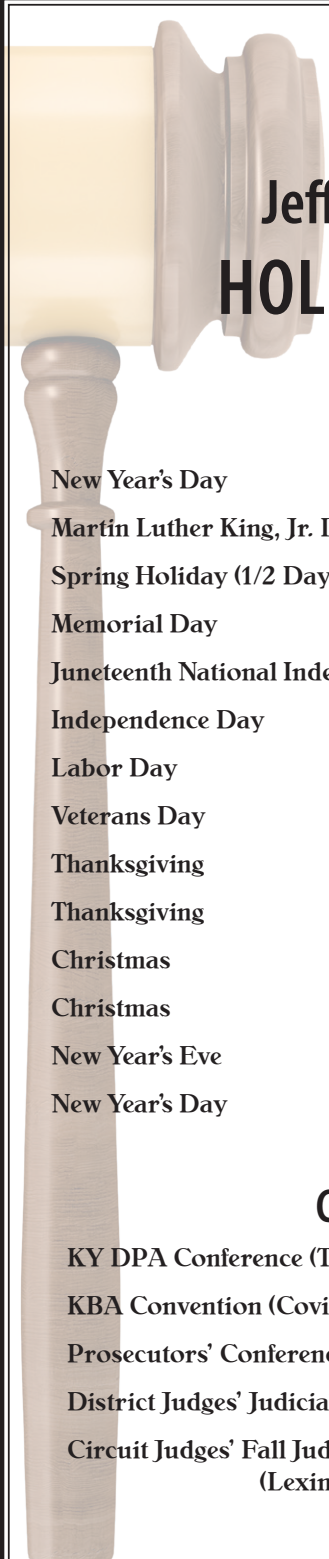 Jeff
HOL
New Year's Day
Martin Luther King, Jr. D
Spring Holiday (1/2 Day
Memorial Day
Juneteenth National Inde
Independence Day
Labor Day
Veterans Day
Thanksgiving
Thanksgiving
Christmas
Christmas
New Year's Eve
New Year's Day
C
KY DPA Conference (T
KBA Convention (Covi
Prosecutors' Conferenc
District Judges' Judicia
Circuit Judges' Fall Jud
(Lexin